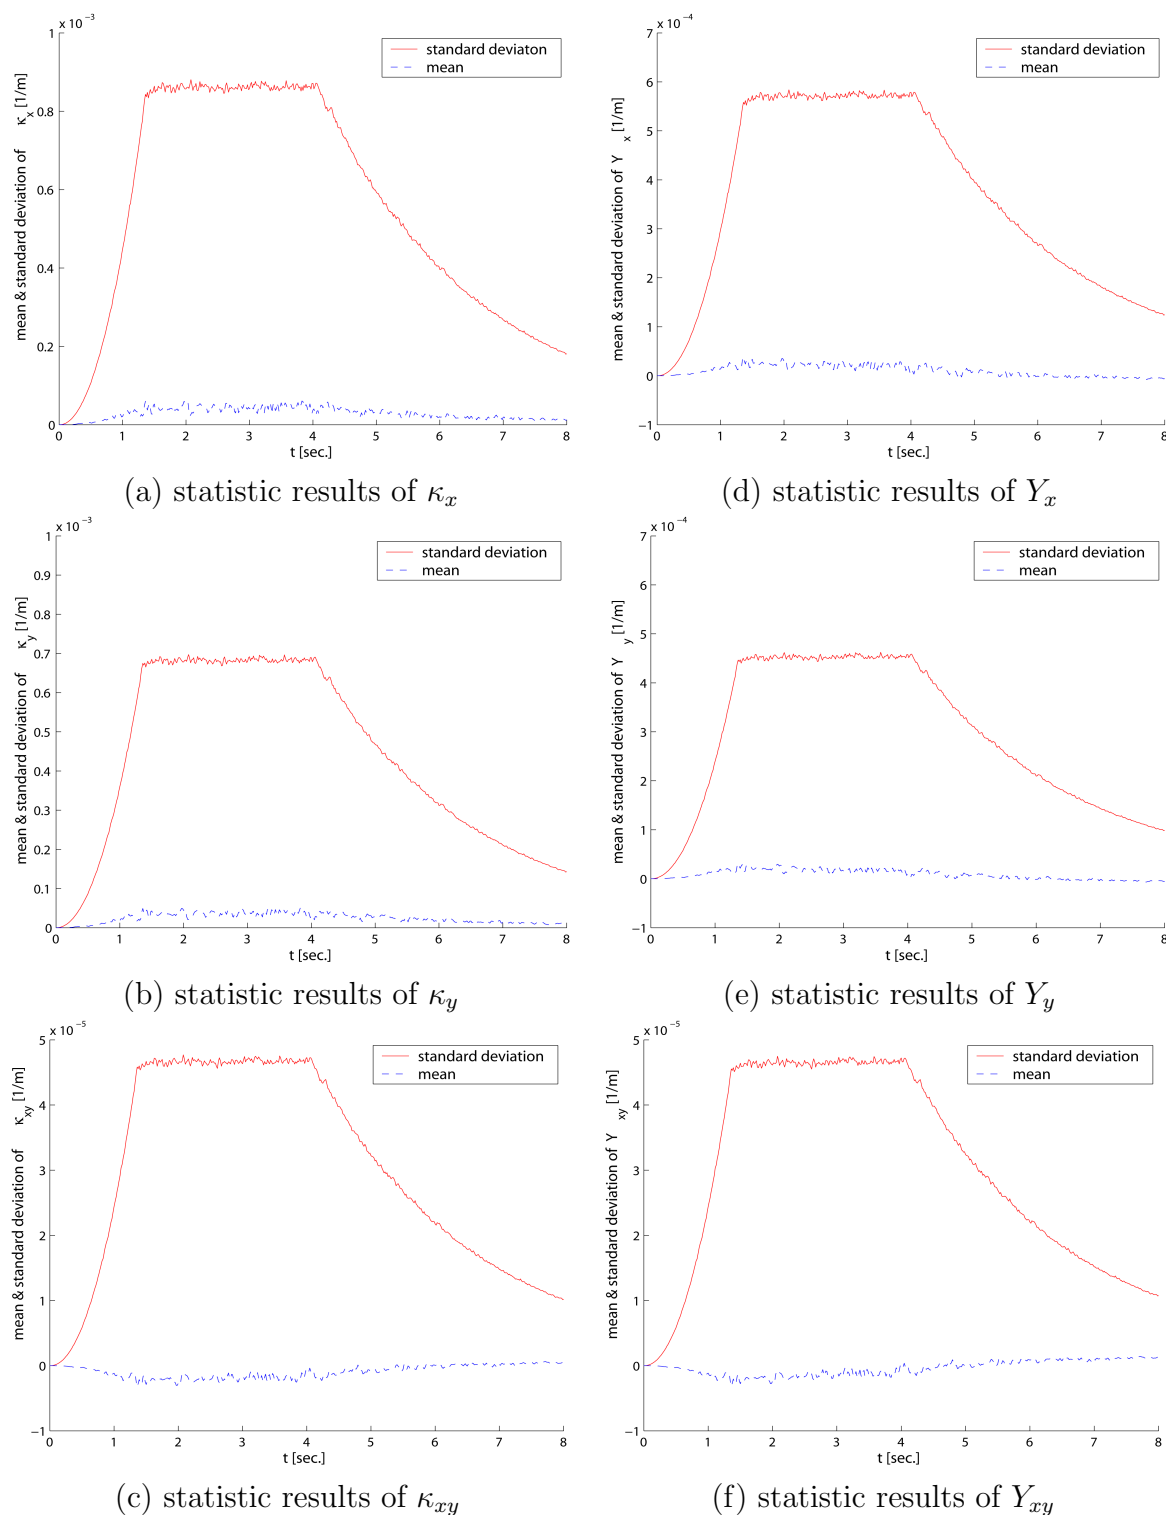 x 10⁻³
1
0.8
0.6
0.4
0.2
0
mean & standard deviation of κx [1/m]
standard deviaton
mean
0 1 2 3 4 5 6 7 8
t [sec.]
(a) statistic results of κx
x 10⁻⁴
7
6
5
4
3
2
1
0
−1
mean & standard deviation of Y x [1/m]
standard deviation
mean
0 1 2 3 4 5 6 7 8
t [sec.]
(d) statistic results of Yx
x 10⁻³
1
0.9
0.8
0.7
0.6
0.5
0.4
0.3
0.2
0.1
0
mean & standard deviation of κy [1/m]
standard deviation
mean
0 1 2 3 4 5 6 7 8
t [sec.]
(b) statistic results of κy
x 10⁻⁴
7
6
5
4
3
2
1
0
−1
mean & standard deviation of Y y [1/m]
standard deviation
mean
0 1 2 3 4 5 6 7 8
t [sec.]
(e) statistic results of Yy
x 10⁻⁵
5
4
3
2
1
0
−1
mean & standard deviation of κxy [1/m]
standard deviation
mean
0 1 2 3 4 5 6 7 8
t [sec.]
(c) statistic results of κxy
x 10⁻⁵
5
4
3
2
1
0
−1
mean & standard deviation of Y xy [1/m]
standard deviation
mean
0 1 2 3 4 5 6 7 8
t [sec.]
(f) statistic results of Yxy